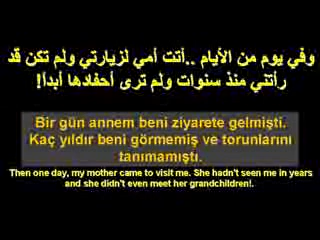 وفي يوم من الأيام ..أتت أمي لزيارتي ولم تكن قد
رأتني منذ سنوات ولم ترى أحفادها أبداً!
Bir gün annem beni ziyarete gelmişti.
Kaç yıldır beni görmemiş ve torunlarını
tanımamıştı.
Then one day, my mother came to visit me. She hadn't seen me in years
and she didn't even meet her grandchildren!.